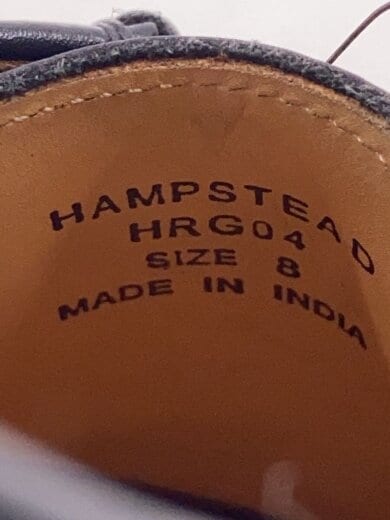 HAMPSTEAD
HRG04
SIZE 8
MADE IN INDIA